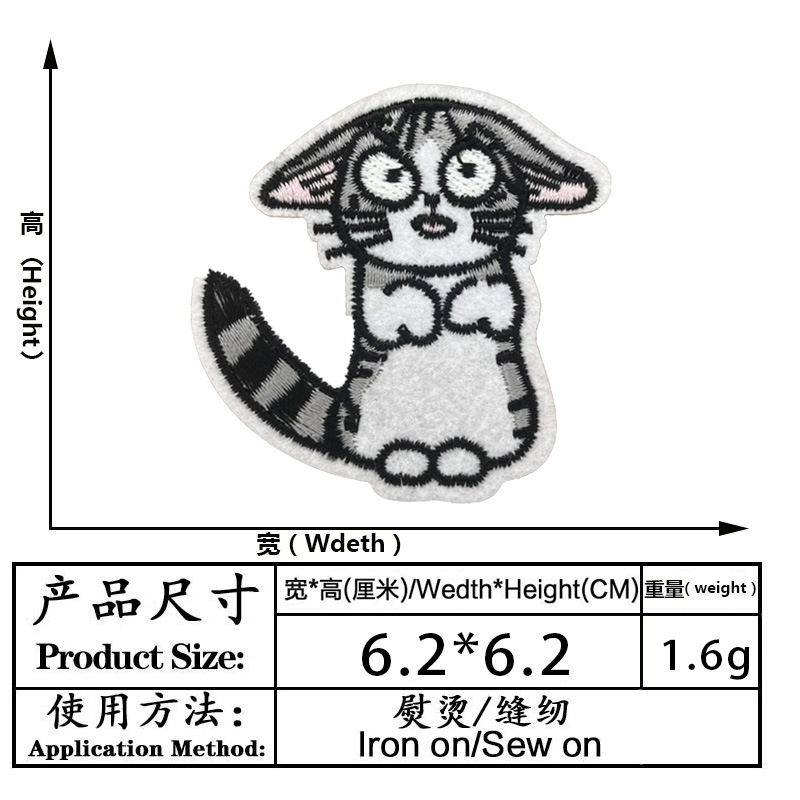 高（Height）
宽（Wdeth）
产品尺寸
Product Size:
宽*高(厘米)/Wedth*Height(CM)
重量( weight )
6.2*6.2
1.6g
使用方法：
Application Method:
熨烫/缝纫
Iron on/Sew on